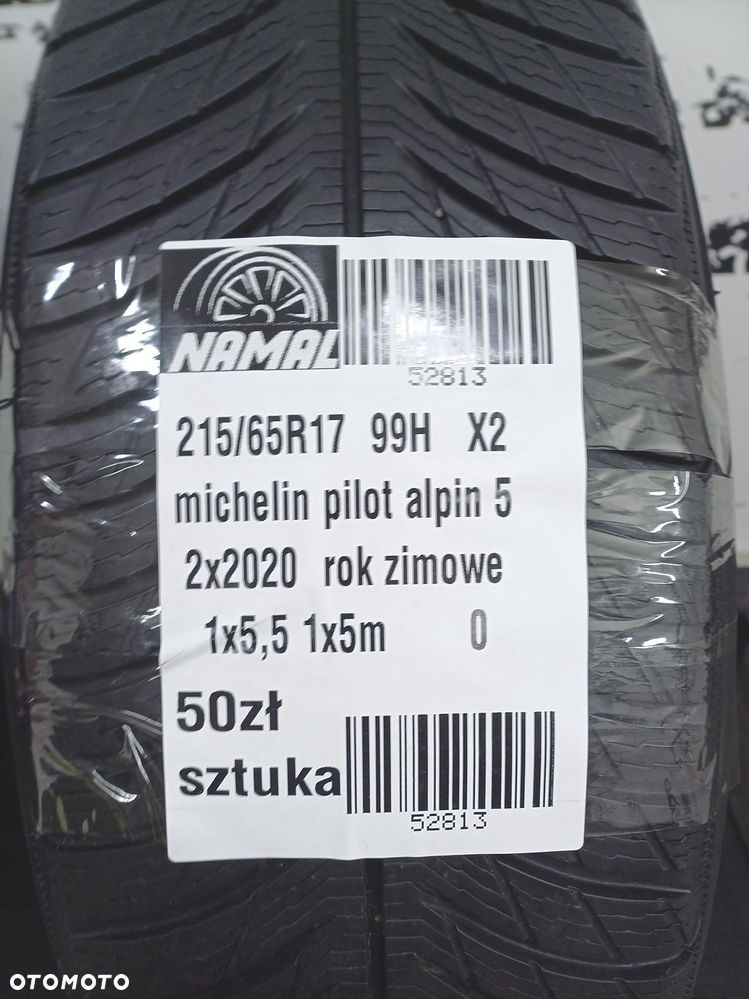 NAMAL
52813
215/65R17 99H X2
michelin pilot alpin 5
2x2020 rok zimowe
1x5,5 1x5m 0
50zł
sztuka
52813
OTOMOTO